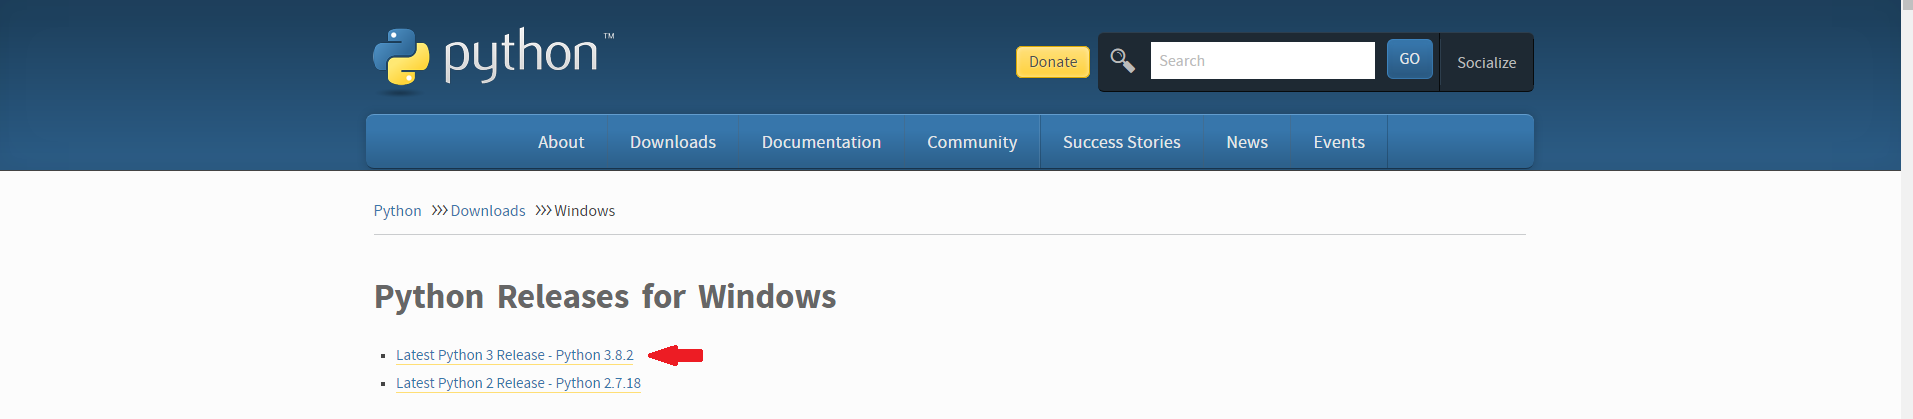 python™
Donate
Search
GO
Socialize
About Downloads Documentation Community Success Stories News Events
Python >>> Downloads >>> Windows
Python Releases for Windows
Latest Python 3 Release - Python 3.8.2
Latest Python 2 Release - Python 2.7.18